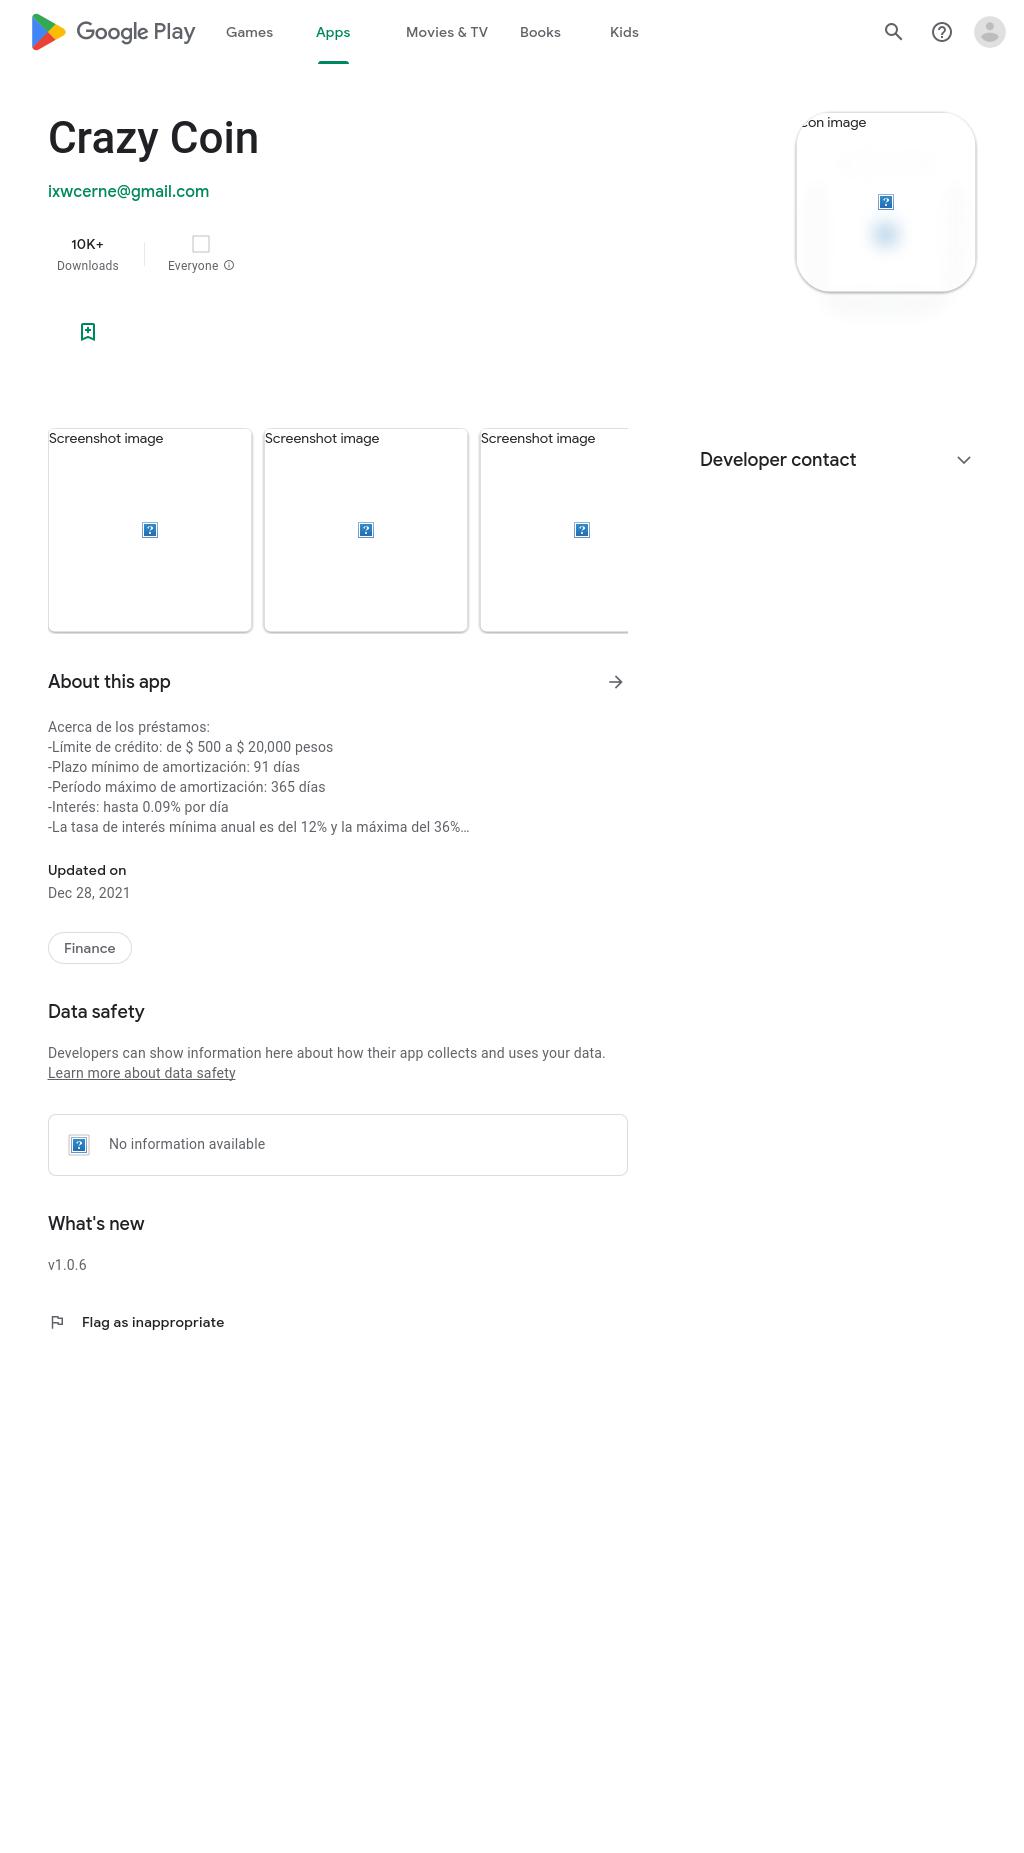 Google Play
Games
Apps
Movies & TV
Books
Kids
Crazy Coin
ixwcerne@gmail.com
10K+
Downloads
Everyone
con image
Screenshot image
Screenshot image
Screenshot image
Developer contact
About this app
Acerca de los préstamos:
-Límite de crédito: de $ 500 a $ 20,000 pesos
-Plazo mínimo de amortización: 91 días
-Período máximo de amortización: 365 días
-Interés: hasta 0.09% por día
-La tasa de interés mínima anual es del 12% y la máxima del 36%…
Updated on
Dec 28, 2021
Finance
Data safety
Developers can show information here about how their app collects and uses your data.
Learn more about data safety
No information available
What's new
v1.0.6
Flag as inappropriate